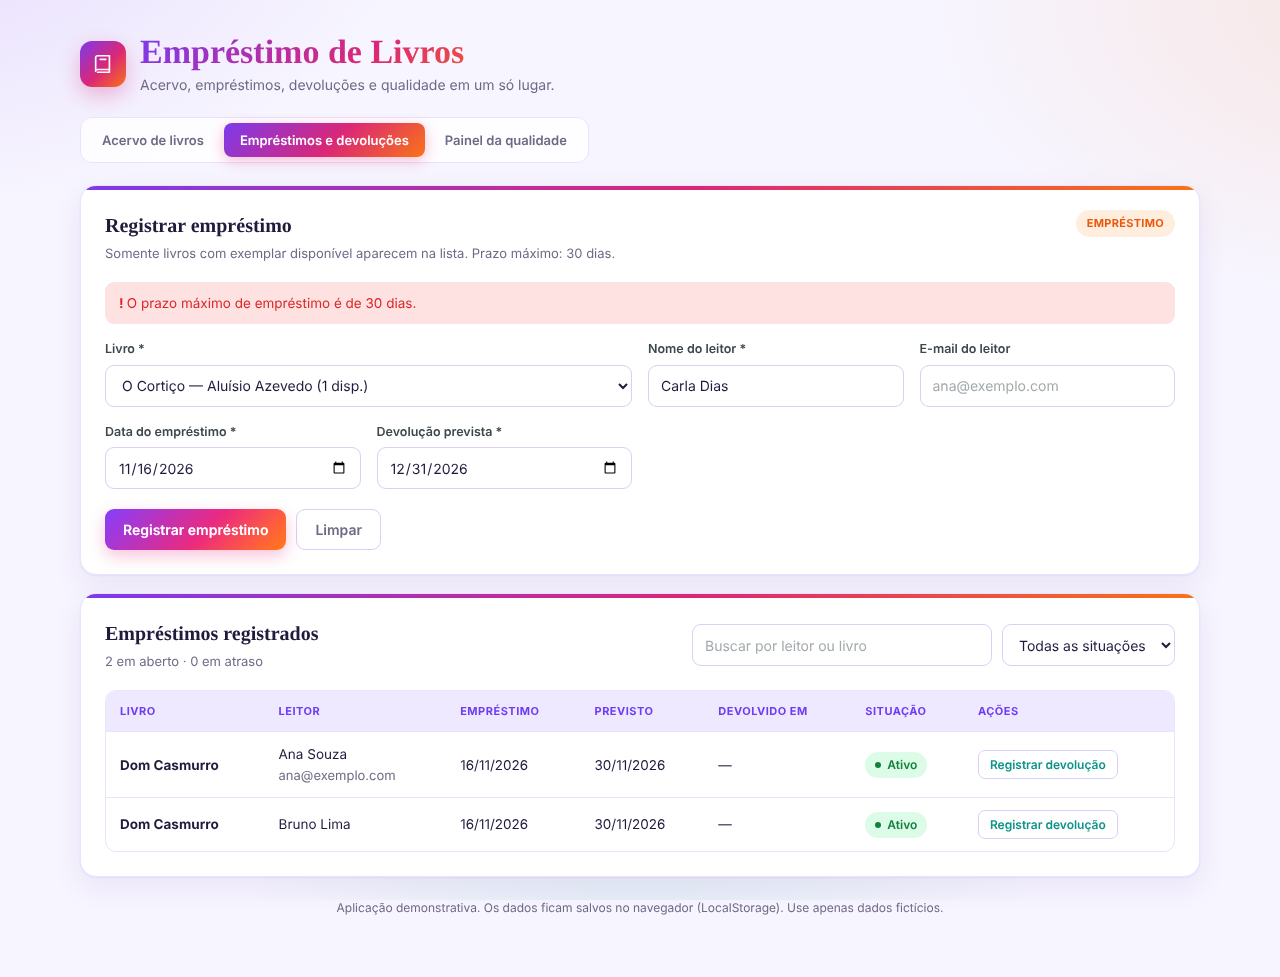 Empréstimo de Livros
Acervo, empréstimos, devoluções e qualidade em um só lugar.
Acervo de livros
Empréstimos e devoluções
Painel da qualidade
Registrar empréstimo
EMPRÉSTIMO
Somente livros com exemplar disponível aparecem na lista. Prazo máximo: 30 dias.
! O prazo máximo de empréstimo é de 30 dias.
Livro *
Nome do leitor *
E-mail do leitor
O Cortiço — Aluísio Azevedo (1 disp.)
Carla Dias
ana@exemplo.com
Data do empréstimo *
Devolução prevista *
11/16/2026
12/31/2026
Registrar empréstimo
Limpar
Empréstimos registrados
2 em aberto · 0 em atraso
Buscar por leitor ou livro
Todas as situações
LIVRO LEITOR EMPRÉSTIMO PREVISTO DEVOLVIDO EM SITUAÇÃO AÇÕES
Dom Casmurro Ana Souza 16/11/2026 30/11/2026 — Ativo Registrar devolução
ana@exemplo.com
Dom Casmurro Bruno Lima 16/11/2026 30/11/2026 — Ativo Registrar devolução
Aplicação demonstrativa. Os dados ficam salvos no navegador (LocalStorage). Use apenas dados fictícios.